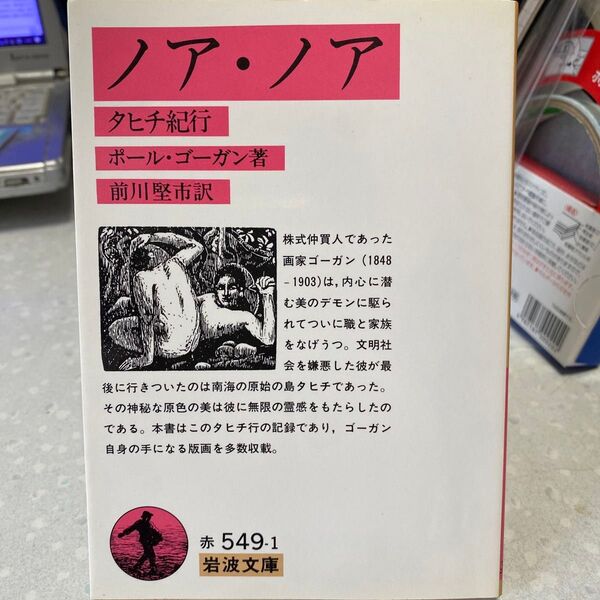 ノア・ノア
タヒチ紀行
ポール・ゴーガン著
前川堅市訳
株式仲買人であった
画家ゴーガン（1848
－1903）は，内心に潜
む美のデモンに駆ら
れてついに職と家族
をなげうつ。文明社
会を嫌悪した彼が最
後に行きついたのは南海の原始の島タヒチであった。
その神秘な原色の美は彼に無限の霊感をもたらしたの
である。本書はこのタヒチ行の記録であり，ゴーガン
自身の手になる版画を多数収載。
赤 549-1
岩波文庫